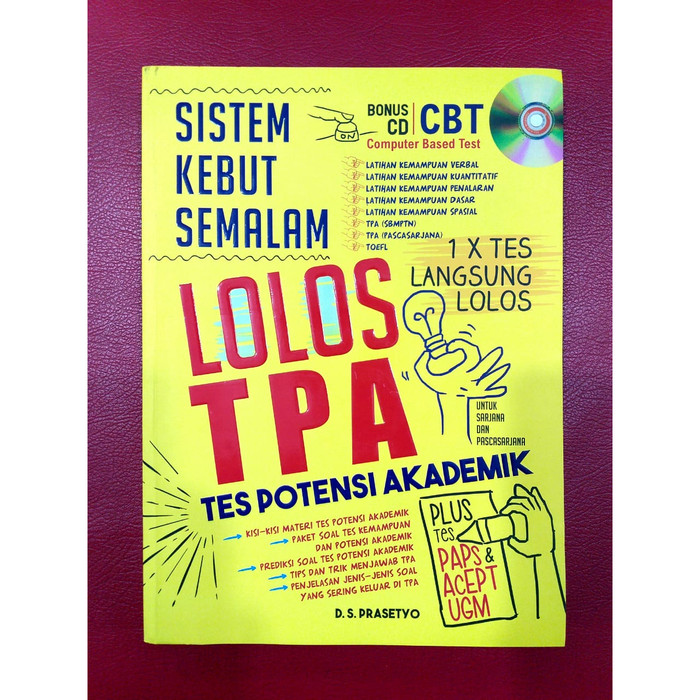 SISTEM
KEBUT
SEMALAM
ON
BONUS
CD
CBT
Computer Based Test
LATIHAN KEMAMPUAN VERBAL
LATIHAN KEMAMPUAN KUANTITATIF
LATIHAN KEMAMPUAN PENALARAN
LATIHAN KEMAMPUAN DASAR
LATIHAN KEMAMPUAN SPASIAL
TPA (SBMPTN)
TPA (PASCASARJANA)
TOEFL
1 X TES
LANGSUNG
LOLOS
LOLOS
TPA
UNTUK
SARJANA
DAN
PASCASARJANA
TES POTENSI AKADEMIK
KISI-KISI MATERI TES POTENSI AKADEMIK
PAKET SOAL TES KEMAMPUAN
DAN POTENSI AKADEMIK
PREDIKSI SOAL TES POTENSI AKADEMIK
TIPS DAN TRIK MENJAWAB TPA
PENJELASAN JENIS-JENIS SOAL
YANG SERING KELUAR DI TPA
PLUS
Tes
PAPS &
ACEPT
UGM
D. S. PRASETYO